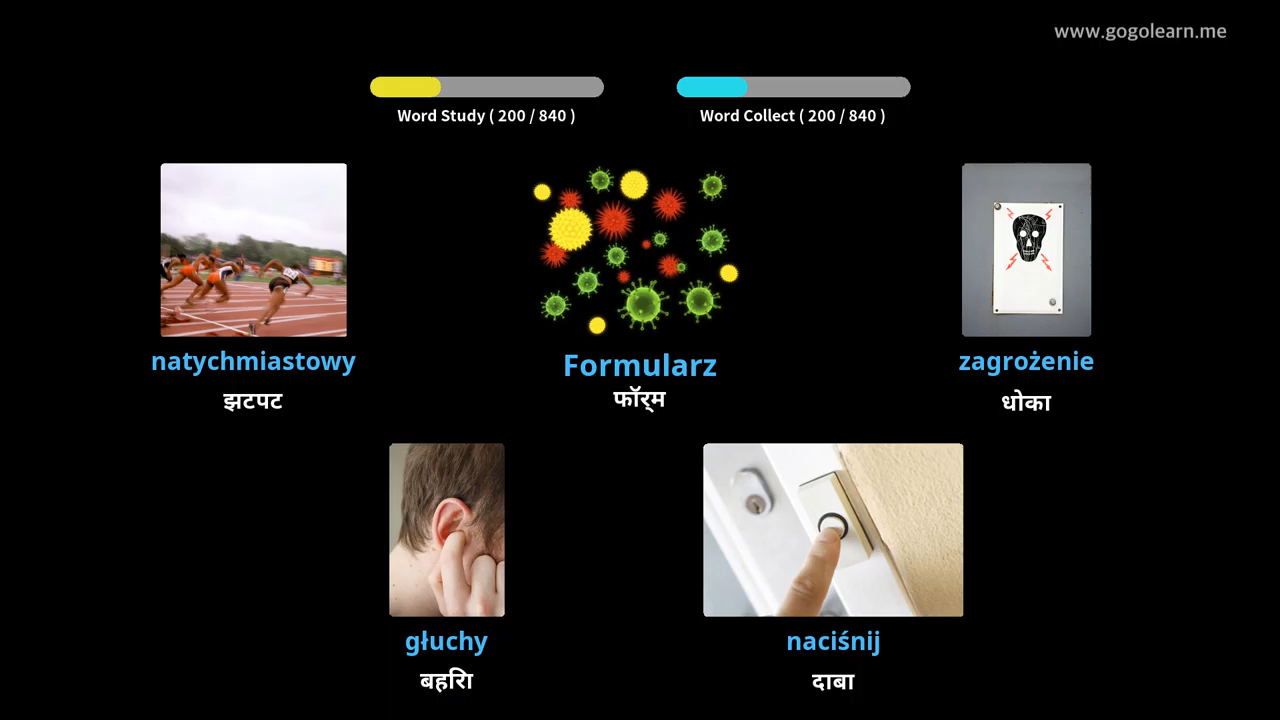 www.gogolearn.me
Word Study ( 200 / 840 )
Word Collect ( 200 / 840 )
natychmiastowy
झटपट
Formularz
फॉर्म
zagrożenie
धोका
głuchy
बहिरा
naciśnij
दाबा